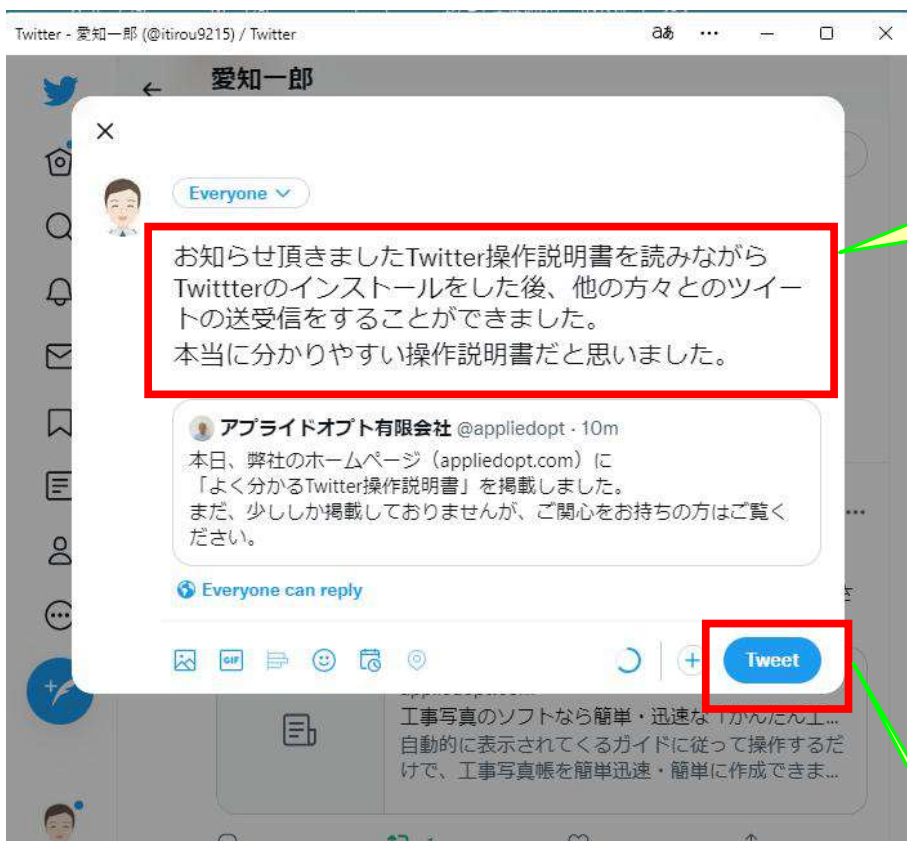 Twitter - 愛知一郎 (@itirou9215) / Twitter
aあ
愛知一郎
Everyone
お知らせ頂きましたTwitter操作説明書を読みながら
Twittterのインストールをした後、他の方々とのツイー
トの送受信をすることができました。
本当に分かりやすい操作説明書だと思いました。
アプライドオプト有限会社 @appliedopt · 10m
本日、弊社のホームページ（appliedopt.com）に
「よく分かるTwitter操作説明書」を掲載しました。
まだ、少ししか掲載しておりませんが、ご関心をお持ちの方はご覧く
ださい。
Everyone can reply
GIF
Tweet
工事写真のソフトなら簡単・迅速な「かんたん工...
自動的に表示されてくるガイドに従って操作するだ
けで、工事写真帳を簡単迅速・簡単に作成できま...